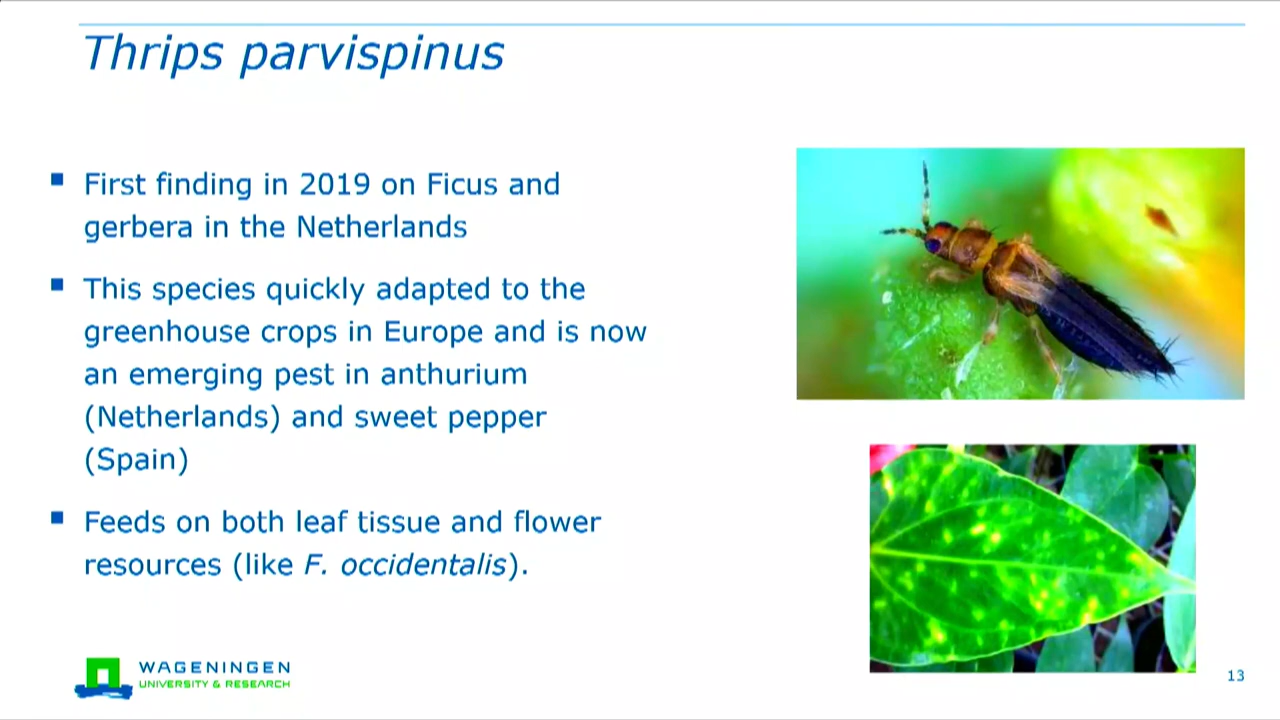 Thrips parvispinus
First finding in 2019 on Ficus and
gerbera in the Netherlands
This species quickly adapted to the
greenhouse crops in Europe and is now
an emerging pest in anthurium
(Netherlands) and sweet pepper
(Spain)
Feeds on both leaf tissue and flower
resources (like F. occidentalis).
WAGENINGEN
UNIVERSITY & RESEARCH
13